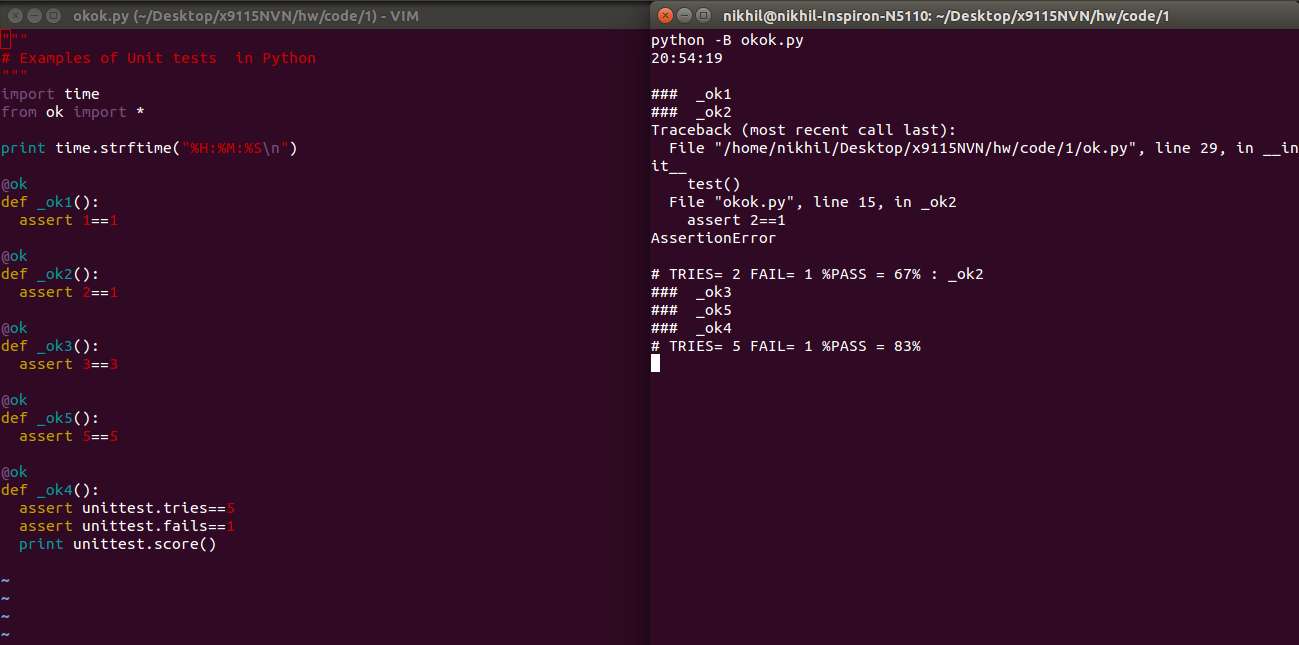 okok.py (~/Desktop/x9115NVN/hw/code/1) - VIM
"""
# Examples of Unit tests  in Python
"""
import time
from ok import *

print time.strftime("%H:%M:%S\n")

@ok
def _ok1():
  assert 1==1

@ok
def _ok2():
  assert 2==1

@ok
def _ok3():
  assert 3==3

@ok
def _ok5():
  assert 5==5

@ok
def _ok4():
  assert unittest.tries==5
  assert unittest.fails==1
  print unittest.score()

~
~
~
~
nikhil@nikhil-Inspiron-N5110: ~/Desktop/x9115NVN/hw/code/1
python -B okok.py
20:54:19

###  _ok1
###  _ok2
Traceback (most recent call last):
  File "/home/nikhil/Desktop/x9115NVN/hw/code/1/ok.py", line 29, in __in
it__
    test()
  File "okok.py", line 15, in _ok2
    assert 2==1
AssertionError

# TRIES= 2 FAIL= 1 %PASS = 67% : _ok2
###  _ok3
###  _ok5
###  _ok4
# TRIES= 5 FAIL= 1 %PASS = 83%